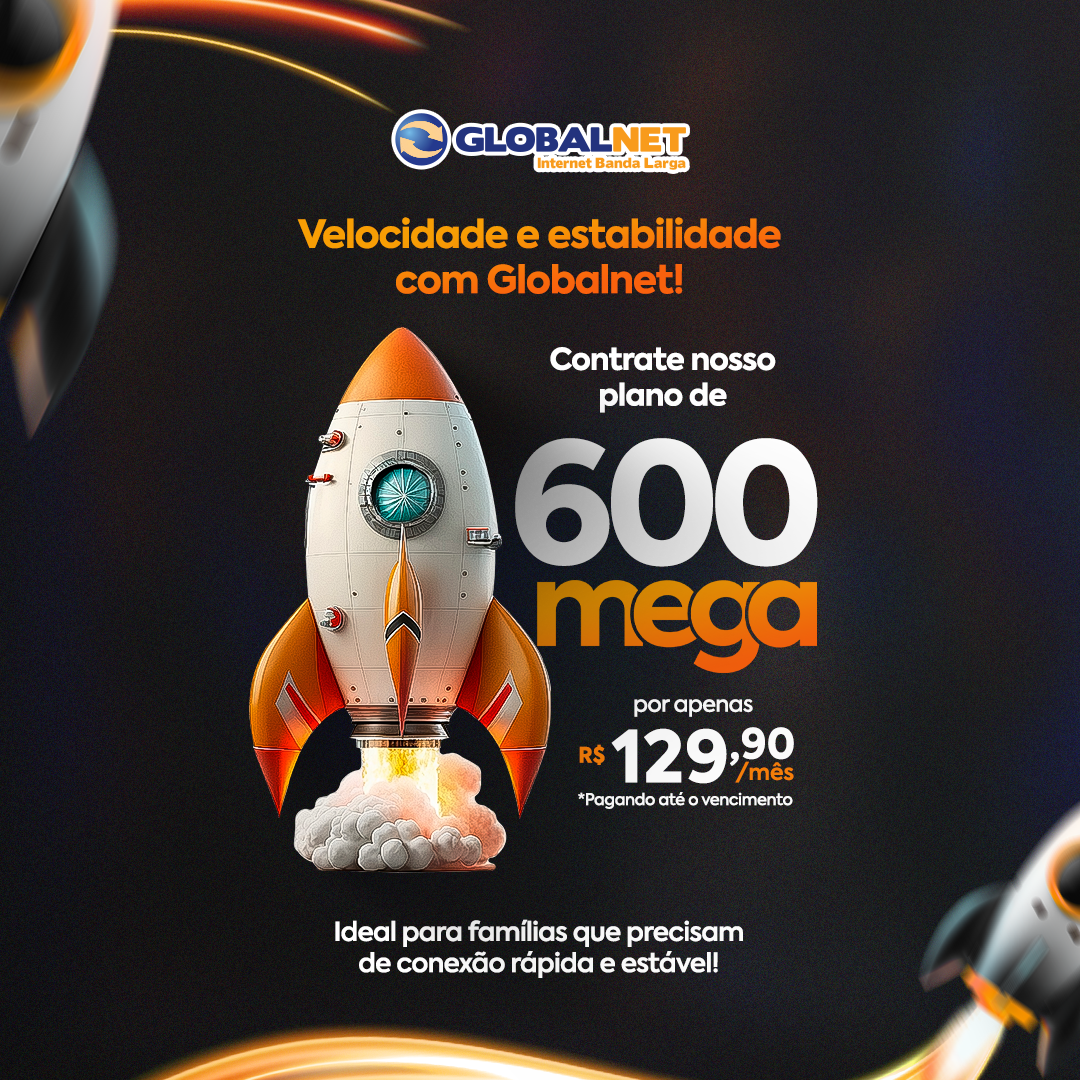 GLOBALNET
Internet Banda Larga
Velocidade e estabilidade
com Globalnet!
Contrate nosso
plano de
600
mega
por apenas
R$ 129,90
/mês
*Pagando até o vencimento
Ideal para famílias que precisam
de conexão rápida e estável!